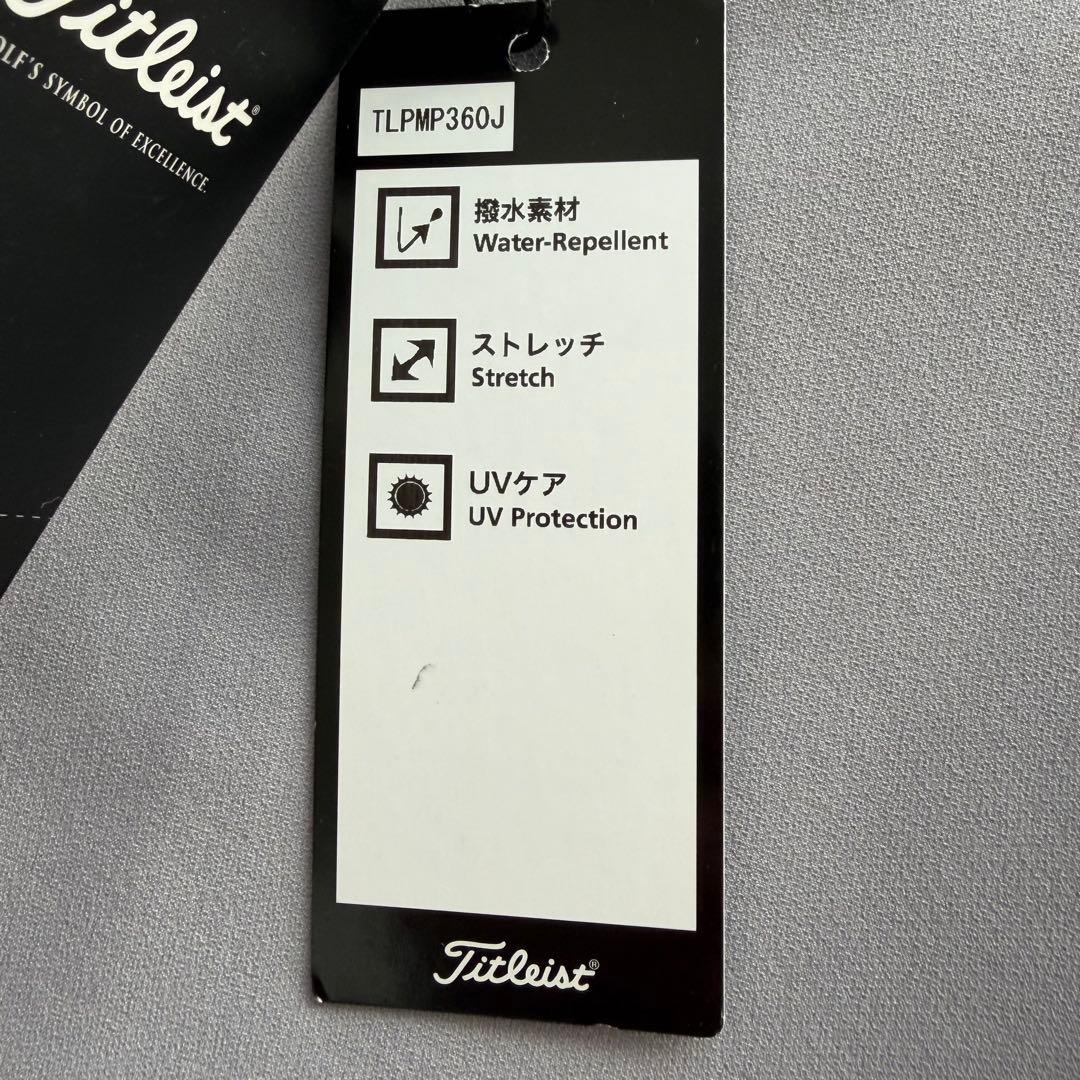 Titleist®
GOLF'S SYMBOL OF EXCELLENCE.
TLPMP360J
撥水素材
Water-Repellent
ストレッチ
Stretch
UVケア
UV Protection
Titleist®